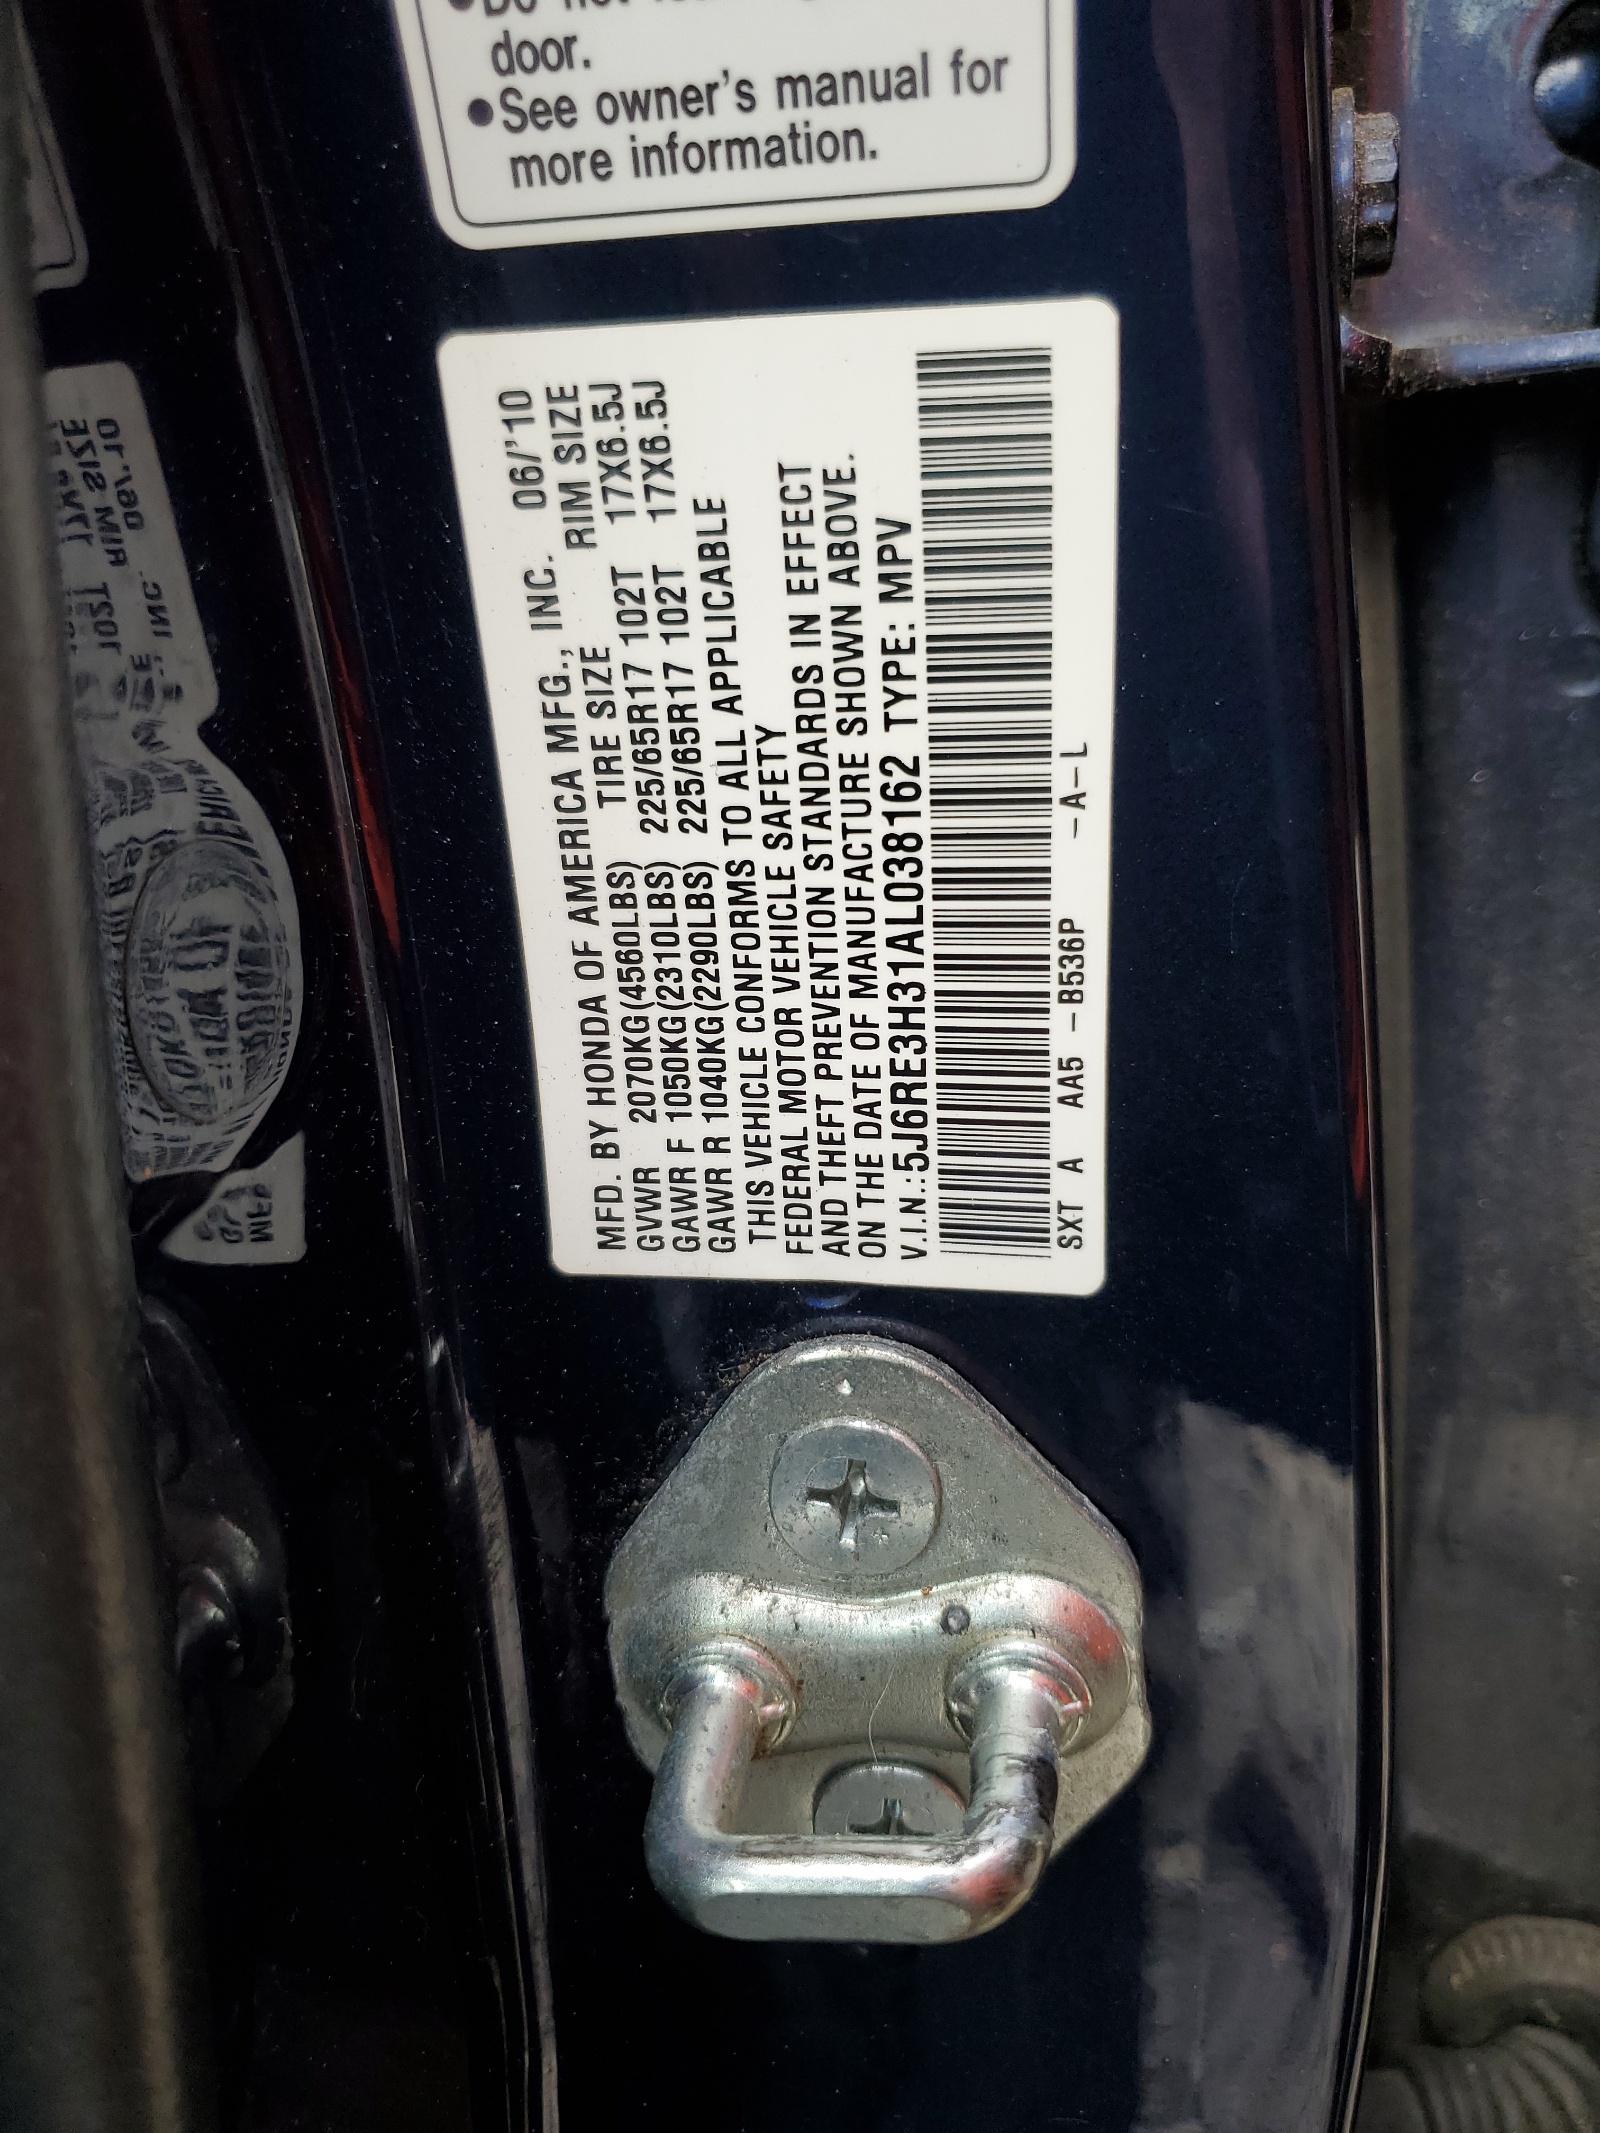 door.
●See owner's manual for
more information.
MFD. BY HONDA OF AMERICA MFG., INC. 06/'10
GVWR 2070KG(4560LBS) TIRE SIZE RIM SIZE
GAWR F 1050KG(2310LBS) 225/65R17 102T 17X6.5J
GAWR R 1040KG(2290LBS) 225/65R17 102T 17X6.5J
THIS VEHICLE CONFORMS TO ALL APPLICABLE
FEDERAL MOTOR VEHICLE SAFETY
AND THEFT PREVENTION STANDARDS IN EFFECT
ON THE DATE OF MANUFACTURE SHOWN ABOVE.
V.I.N.:5J6RE3H31AL038162 TYPE: MPV
SXT A AA5 -B536P -A-L